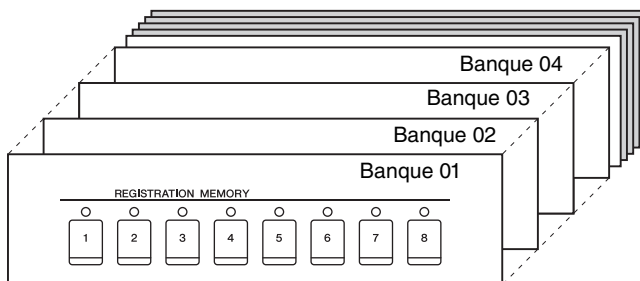 Banque 04
Banque 03
Banque 02
Banque 01
REGISTRATION MEMORY
1 2 3 4 5 6 7 8